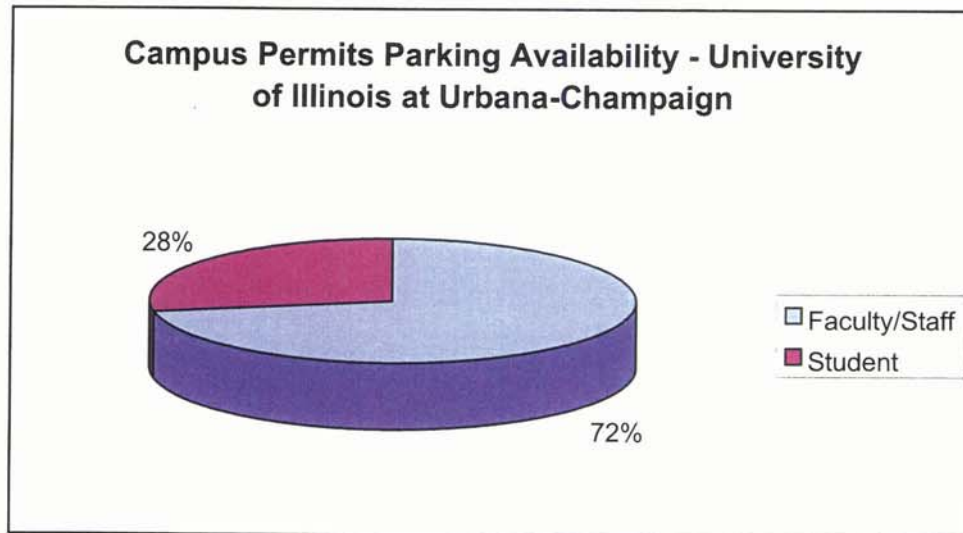 Campus Permits Parking Availability - University
of Illinois at Urbana-Champaign
28%
Faculty/Staff
Student
72%